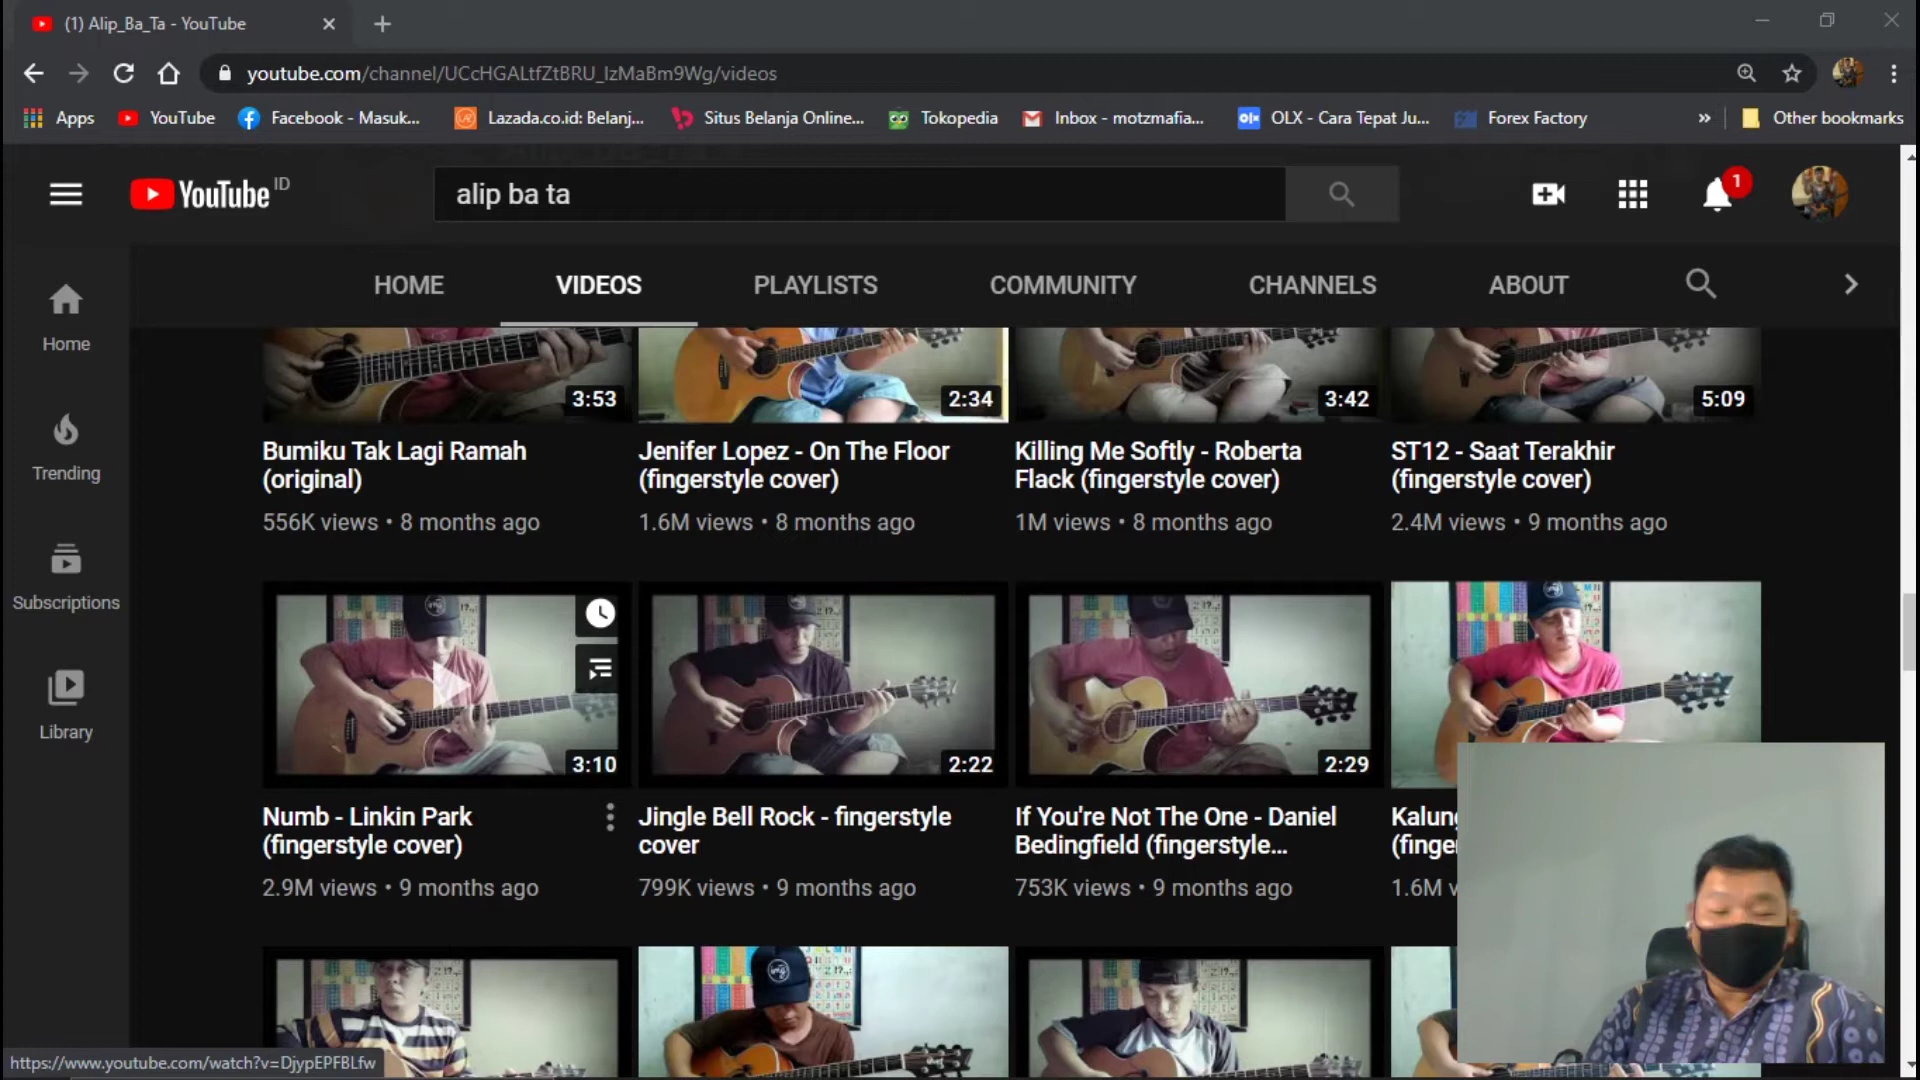 (1) Alip_Ba_Ta - YouTube
youtube.com/channel/UCcHGALtfZtBRU_IzMaBm9Wg/videos
Apps YouTube Facebook - Masuk... Lazada.co.id: Belanj... Situs Belanja Online... Tokopedia Inbox - motzmafia... OLX - Cara Tepat Ju... Forex Factory » Other bookmarks
YouTube ID
alip ba ta
1
HOME VIDEOS PLAYLISTS COMMUNITY CHANNELS ABOUT
Home
Trending
Subscriptions
Library
3:53 2:34 3:42 5:09
Bumiku Tak Lagi Ramah
(original)
556K views • 8 months ago
Jenifer Lopez - On The Floor
(fingerstyle cover)
1.6M views • 8 months ago
Killing Me Softly - Roberta
Flack (fingerstyle cover)
1M views • 8 months ago
ST12 - Saat Terakhir
(fingerstyle cover)
2.4M views • 9 months ago
3:10 2:22 2:29
Numb - Linkin Park
(fingerstyle cover)
2.9M views • 9 months ago
Jingle Bell Rock - fingerstyle
cover
799K views • 9 months ago
If You're Not The One - Daniel
Bedingfield (fingerstyle...
753K views • 9 months ago
Kalung
(finge
1.6M v
https://www.youtube.com/watch?v=DjypEPFBLfw